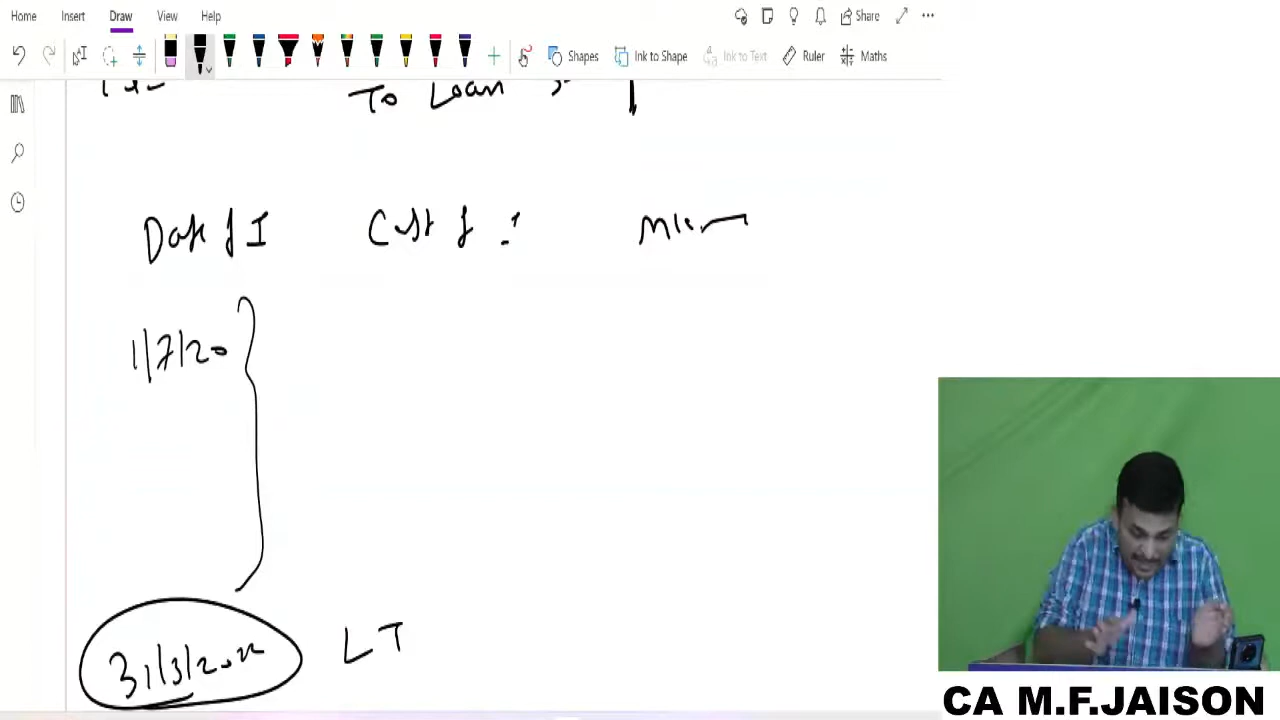 Home Insert Draw View Help Share
Shapes Ink to Shape Ink to Text Ruler Maths
To Loan
Date of I Cost of I
1/7/20
31/3/2022 LT
CA M.F.JAISON